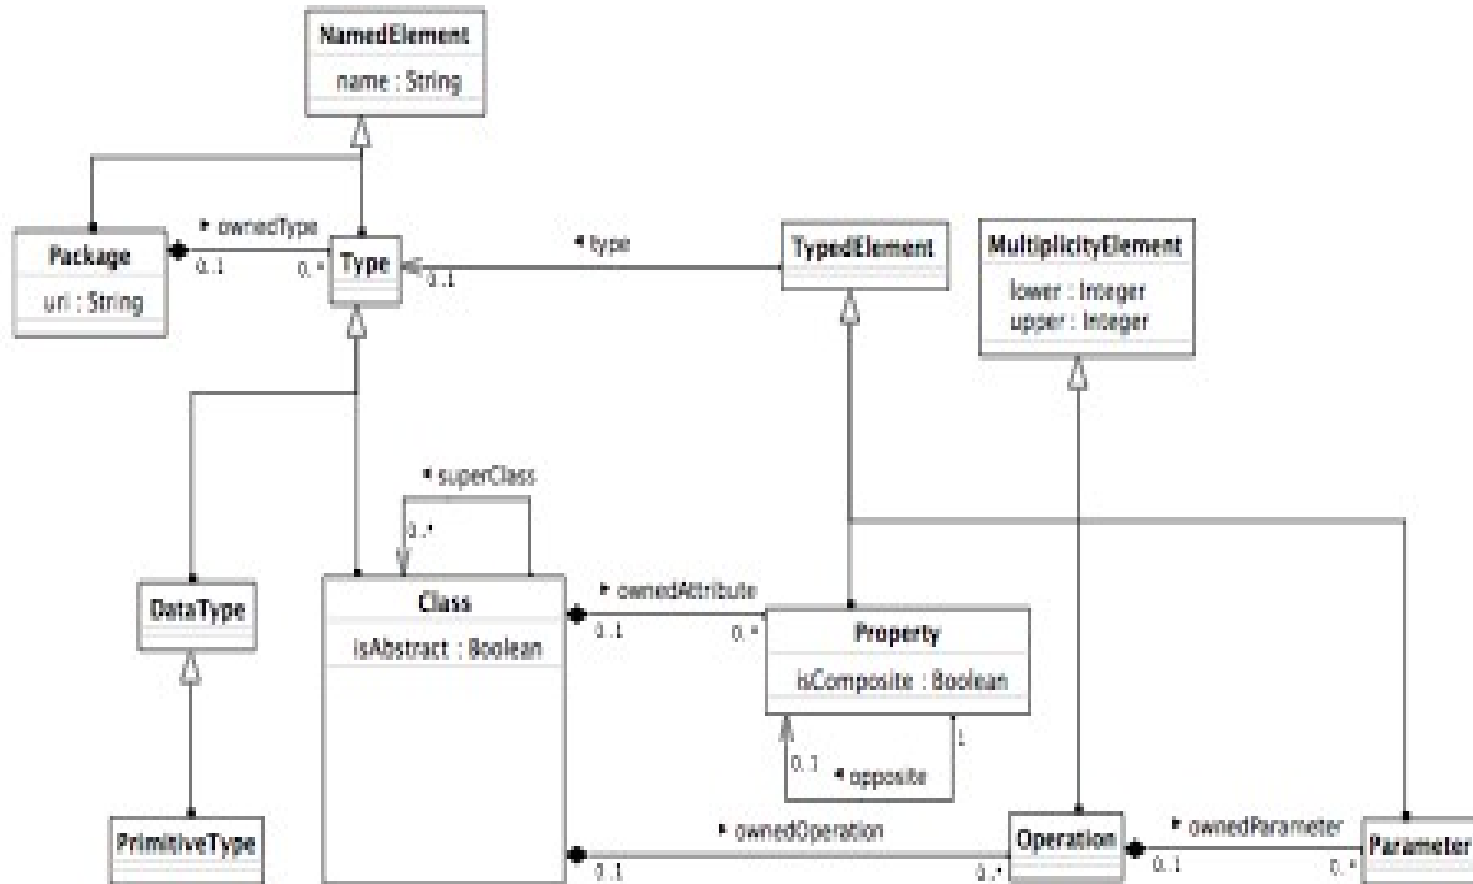 NamedElement
name : String
▸ ownedType
Package
0..1
0..*
Type
uri : String
◂ type
0..1
TypedElement
MultiplicityElement
lower : Integer
upper : Integer
◂ superClass
0..*
DataType
Class
isAbstract : Boolean
▸ ownedAttribute
0..1
0..*
Property
isComposite : Boolean
1
0..1
◂ opposite
PrimitiveType
▸ ownedOperation
0..1
0..*
Operation
▸ ownedParameter
0..1
0..*
Parameter